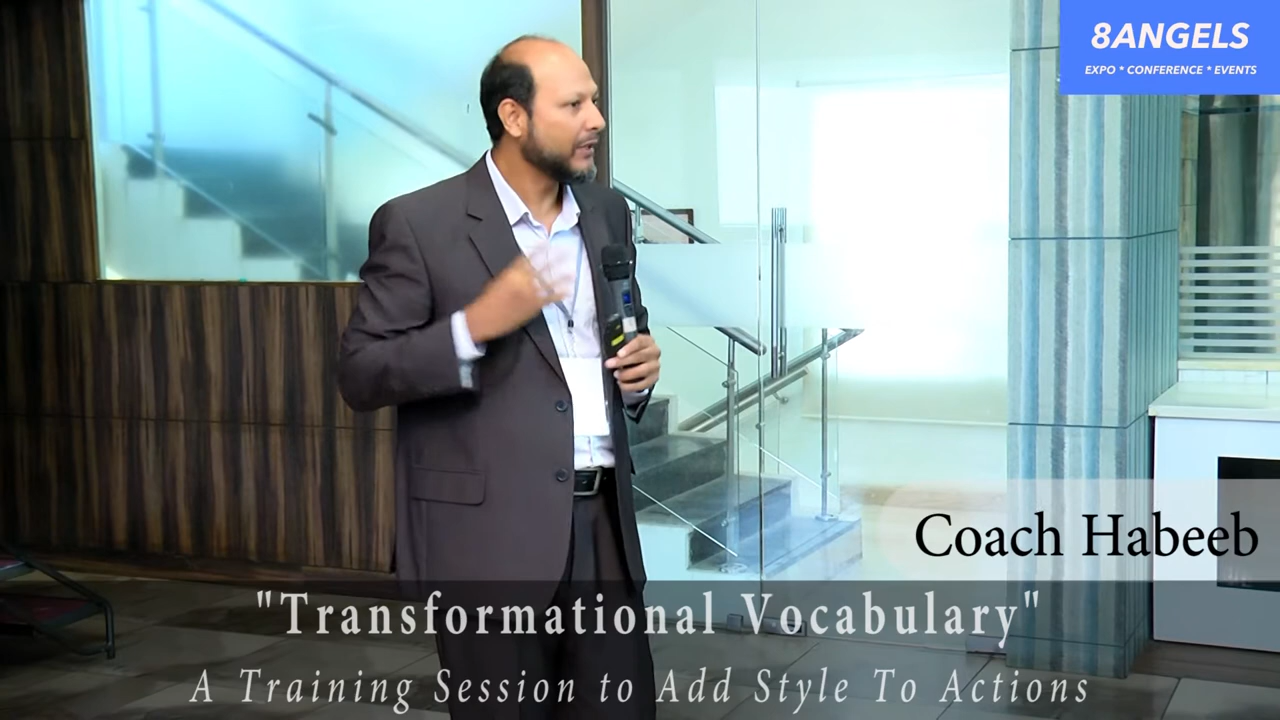 8ANGELS
EXPO * CONFERENCE * EVENTS
Coach Habeeb
"Transformational Vocabulary"
A Training Session to Add Style To Actions